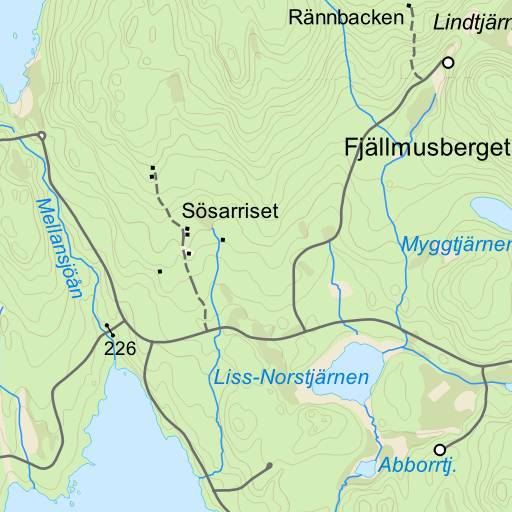 Rännbacken
Lindtjärn
Fjällmusberget
Sösarriset
Mellansjöån
Myggtjärnen
226
Liss-Norstjärnen
Abborrtj.